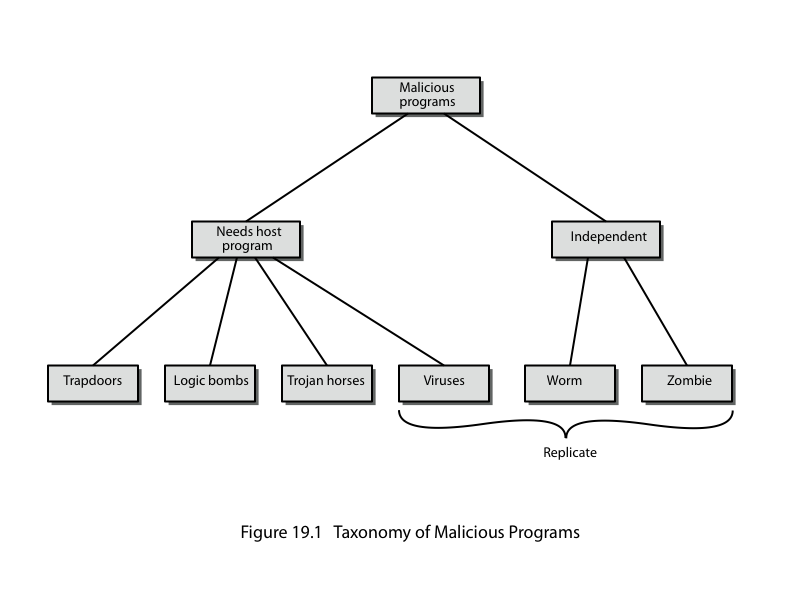 Malicious
programs
Needs host
program
Independent
Trapdoors
Logic bombs
Trojan horses
Viruses
Worm
Zombie
Replicate
Figure 19.1 Taxonomy of Malicious Programs